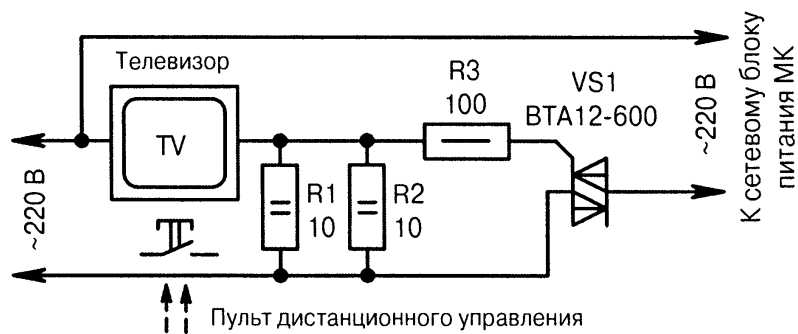 Телевизор
TV
~220 В
R1
10
R2
10
R3
100
VS1
BTA12-600
~220 В
К сетевому блоку
питания МК
Пульт дистанционного управления